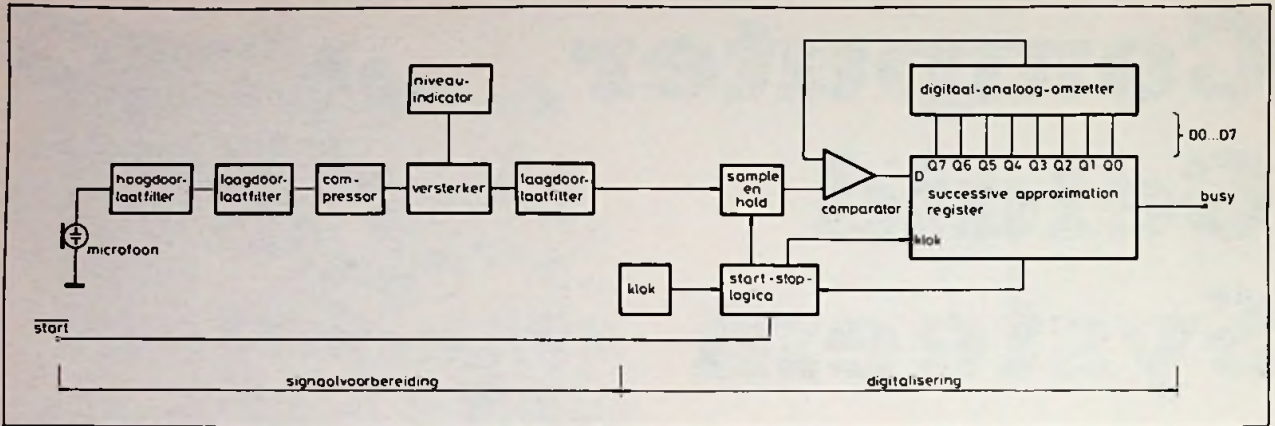 niveau-
indicator
digitaal-analoog-omzetter
D0...D7
hoogdoor-
laatfilter
laagdoor-
laatfilter
com-
pressor
versterker
laagdoor-
laatfilter
sample
en
hold
comparator
Q7 Q6 Q5 Q4 Q3 Q2 Q1 Q0
D
successive approximation
register
klok
busy
microfoon
klok
start-stop-
logica
start
signaalvoorbereiding
digitalisering